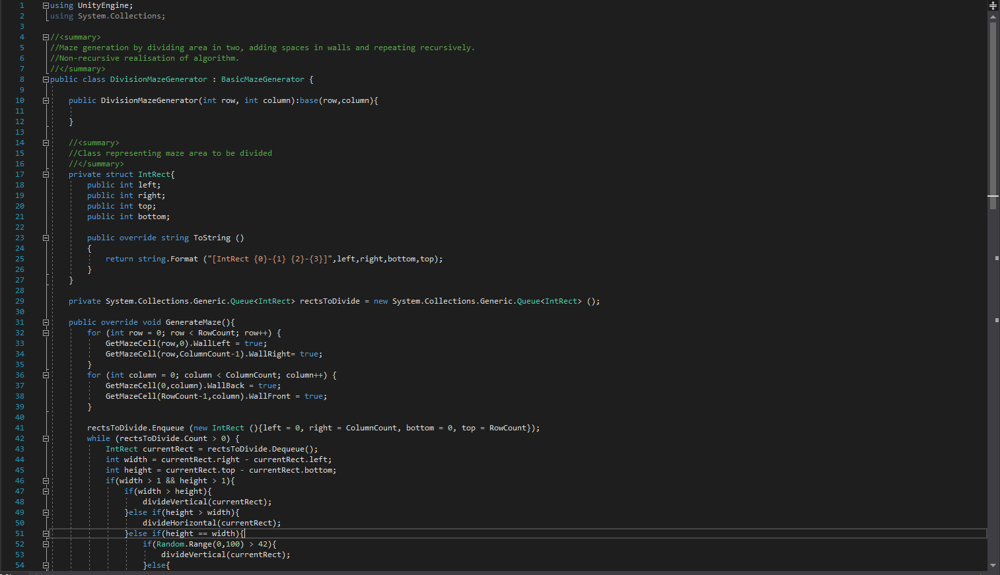 1 using UnityEngine;
2 using System.Collections;
3
4 //<summary>
5 //Maze generation by dividing area in two, adding spaces in walls and repeating recursively.
6 //Non-recursive realisation of algorithm.
7 //</summary>
8 public class DivisionMazeGenerator : BasicMazeGenerator {
9
10 public DivisionMazeGenerator(int row, int column):base(row,column){
11
12 }
13
14 //<summary>
15 //Class representing maze area to be divided
16 //</summary>
17 private struct IntRect{
18 public int left;
19 public int right;
20 public int top;
21 public int bottom;
22
23 public override string ToString ()
24 {
25 return string.Format ("[IntRect {0}-{1} {2}-{3}]",left,right,bottom,top);
26 }
27 }
28
29 private System.Collections.Generic.Queue<IntRect> rectsToDivide = new System.Collections.Generic.Queue<IntRect> ();
30
31 public override void GenerateMaze(){
32 for (int row = 0; row < RowCount; row++) {
33 GetMazeCell(row,0).WallLeft = true;
34 GetMazeCell(row,ColumnCount-1).WallRight= true;
35 }
36 for (int column = 0; column < ColumnCount; column++) {
37 GetMazeCell(0,column).WallBack = true;
38 GetMazeCell(RowCount-1,column).WallFront = true;
39 }
40
41 rectsToDivide.Enqueue (new IntRect (){left = 0, right = ColumnCount, bottom = 0, top = RowCount});
42 while (rectsToDivide.Count > 0) {
43 IntRect currentRect = rectsToDivide.Dequeue();
44 int width = currentRect.right - currentRect.left;
45 int height = currentRect.top - currentRect.bottom;
46 if(width > 1 && height > 1){
47 if(width > height){
48 divideVertical(currentRect);
49 }else if(height > width){
50 divideHorizontal(currentRect);
51 }else if(height == width){
52 if(Random.Range(0,100) > 42){
53 divideVertical(currentRect);
54 }else{